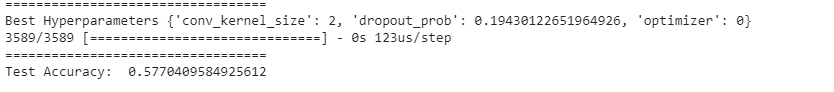 ==================================
Best Hyperparameters {'conv_kernel_size': 2, 'dropout_prob': 0.19430122651964926, 'optimizer': 0}
3589/3589 [==============================] - 0s 123us/step
==================================
Test Accuracy:  0.5770409584925612